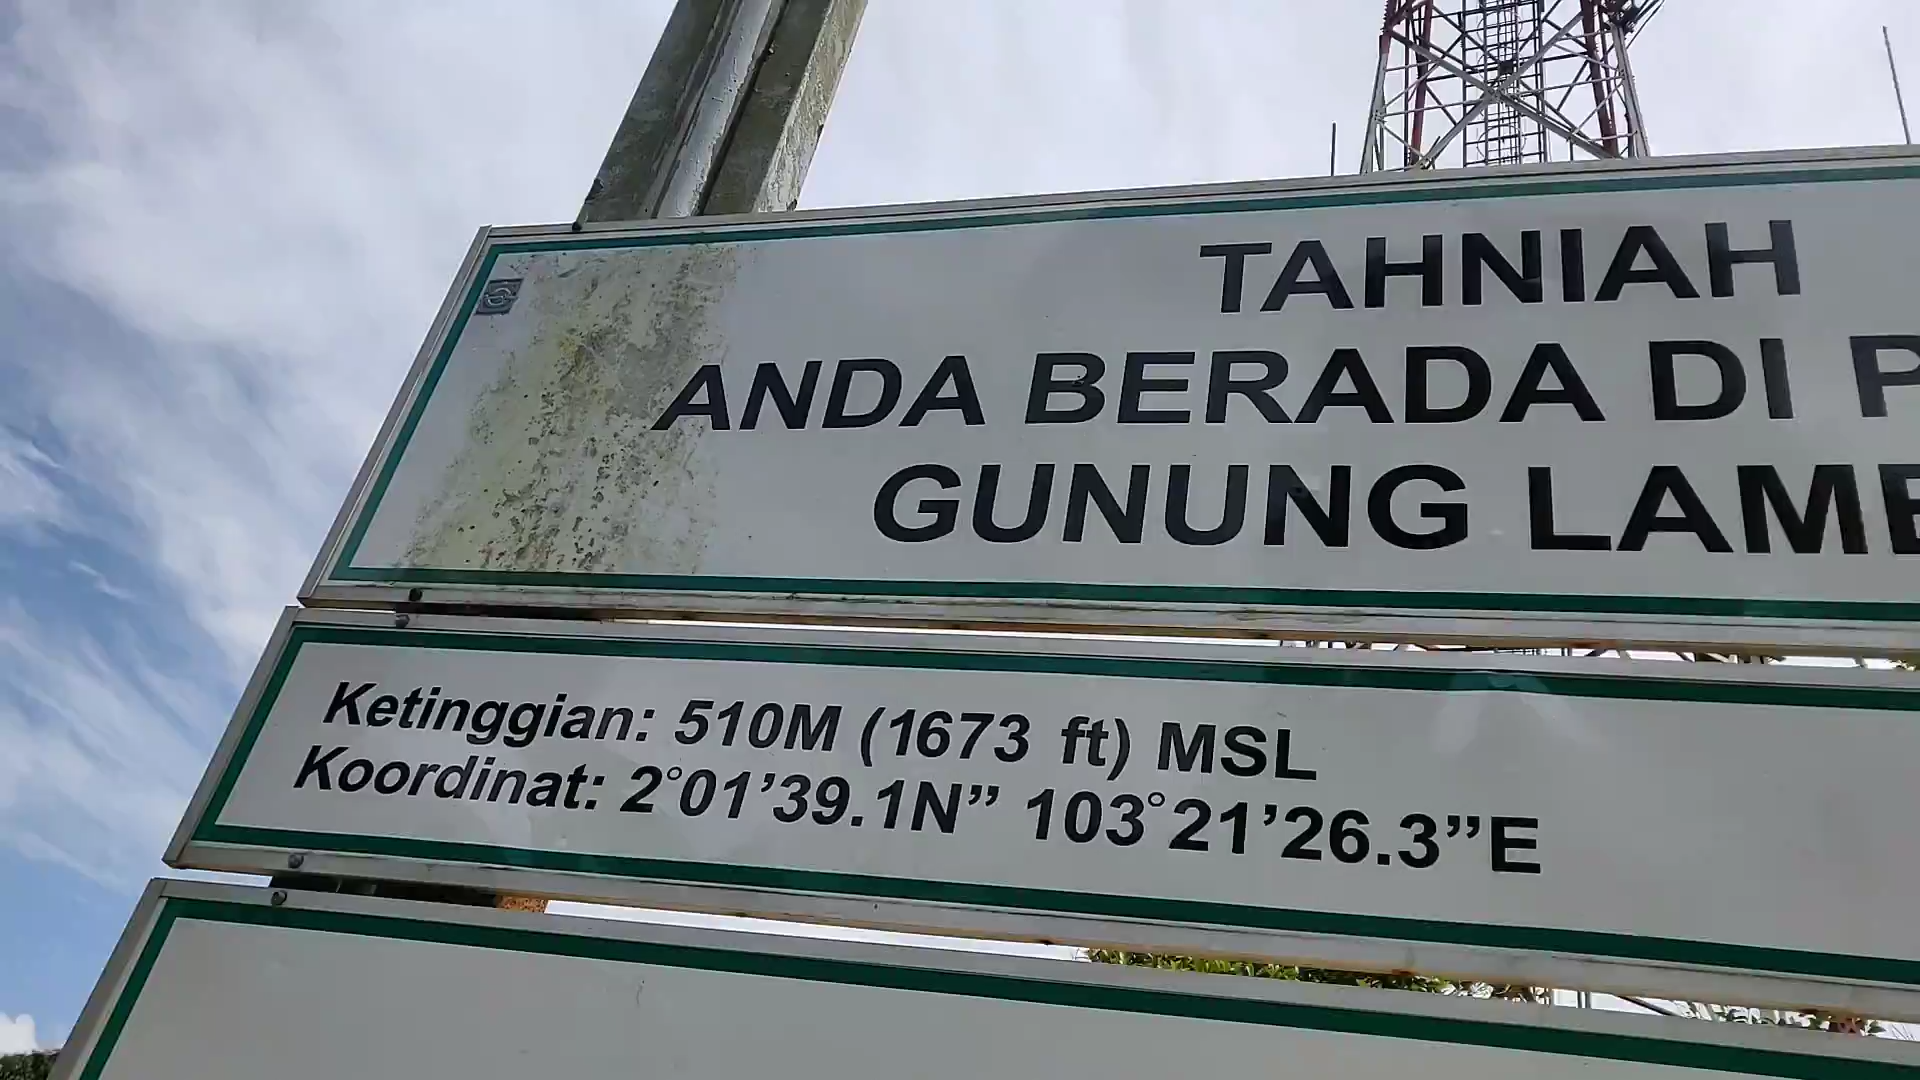 TAHNIAH
ANDA BERADA DI P
GUNUNG LAMB
Ketinggian: 510M (1673 ft) MSL
Koordinat: 2°01’39.1N” 103°21’26.3”E